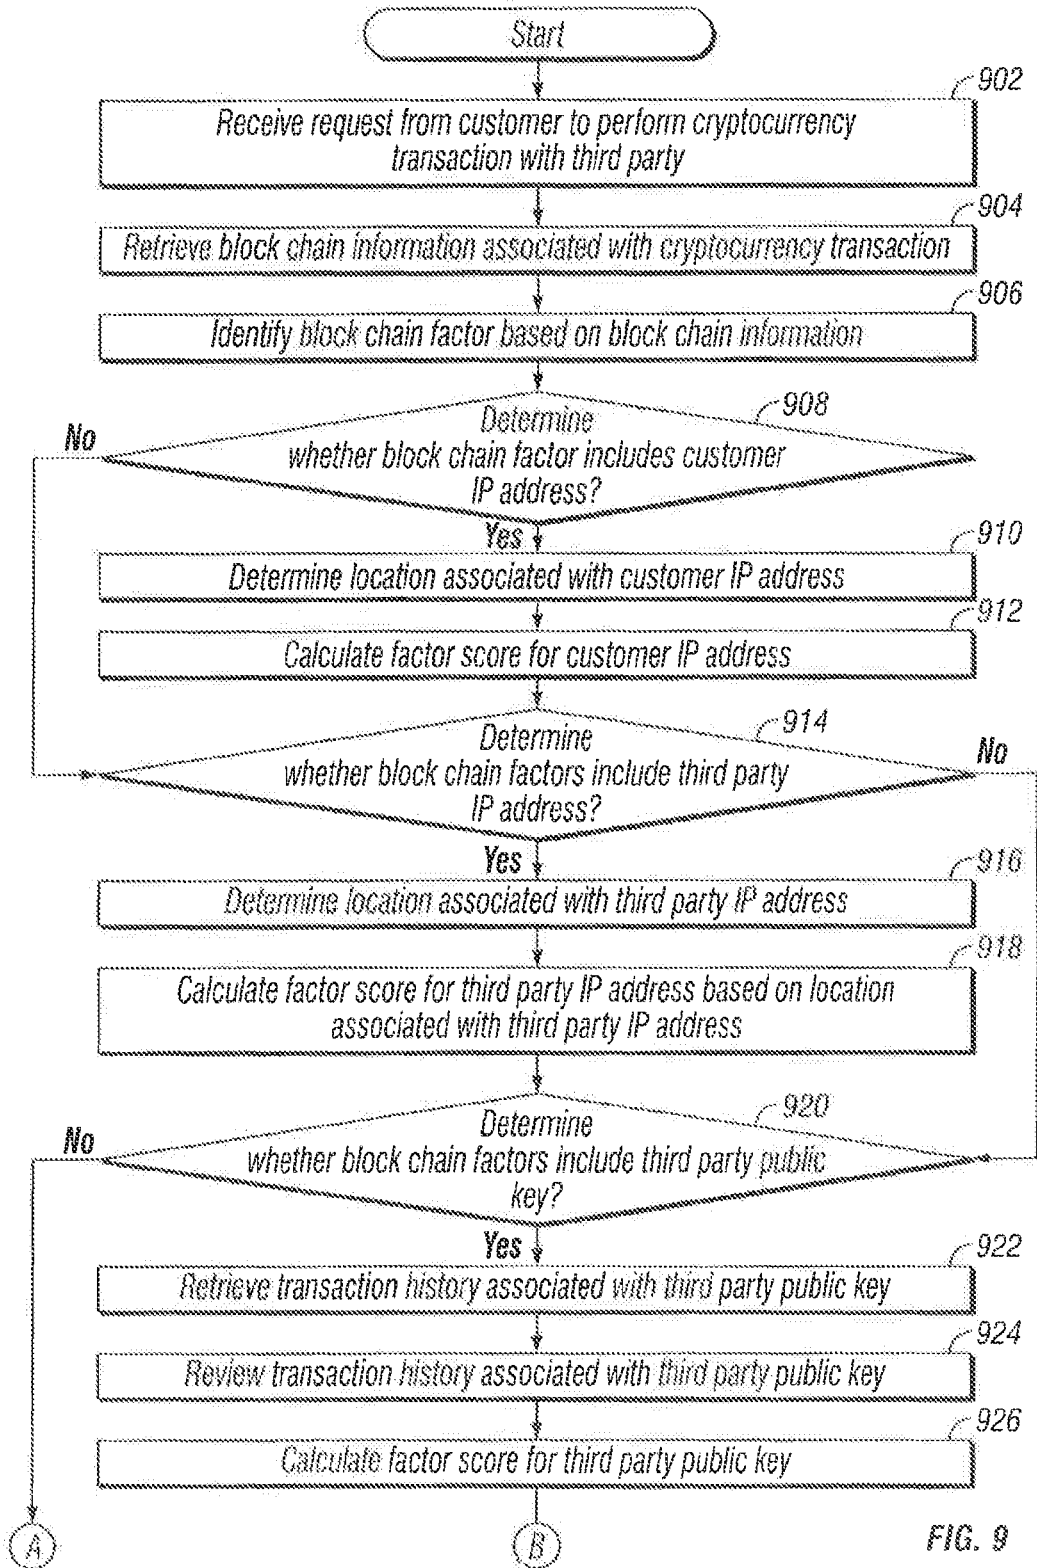 Start
902
Receive request from customer to perform cryptocurrency
transaction with third party
904
Retrieve block chain information associated with cryptocurrency transaction
906
Identify block chain factor based on block chain information
908
No
Determine
whether block chain factor includes customer
IP address?
Yes
910
Determine location associated with customer IP address
912
Calculate factor score for customer IP address
914
Determine
No
whether block chain factors include third party
IP address?
Yes
916
Determine location associated with third party IP address
918
Calculate factor score for third party IP address based on location
associated with third party IP address
920
No
Determine
whether block chain factors include third party public
key?
Yes
922
Retrieve transaction history associated with third party public key
924
Review transaction history associated with third party public key
926
Calculate factor score for third party public key
A
B
FIG. 9